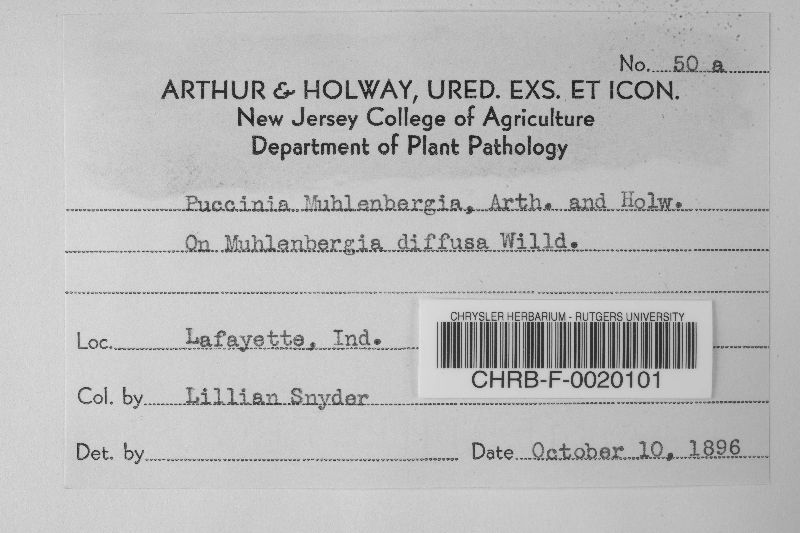 No. 50 a
ARTHUR & HOLWAY, URED. EXS. ET ICON.
New Jersey College of Agriculture
Department of Plant Pathology
Puccinia Muhlenbergia, Arth. and Holw.
On Muhlenbergia diffusa Willd.
Loc. Lafayette, Ind.
CHRYSLER HERBARIUM - RUTGERS UNIVERSITY
CHRB-F-0020101
Col. by Lillian Snyder
Det. by
Date October 10, 1896